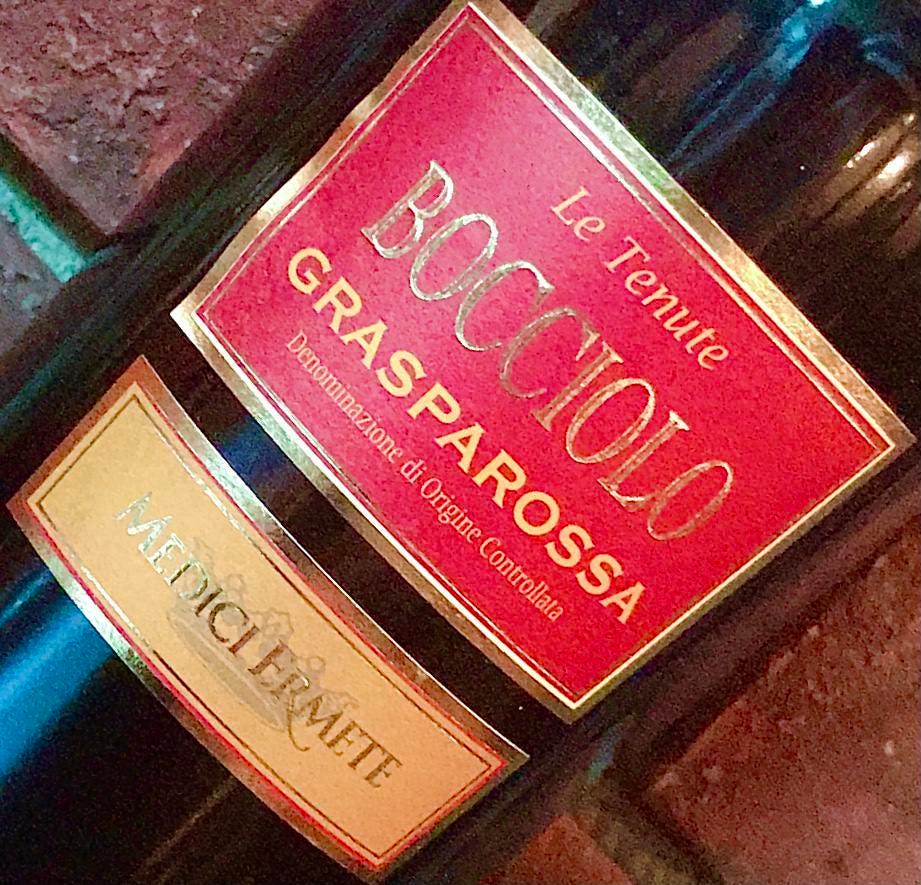 Le Tenute
BOCCIOLO
GRASPAROSSA
Denominazione di Origine Controllata
MEDICI ERMETE